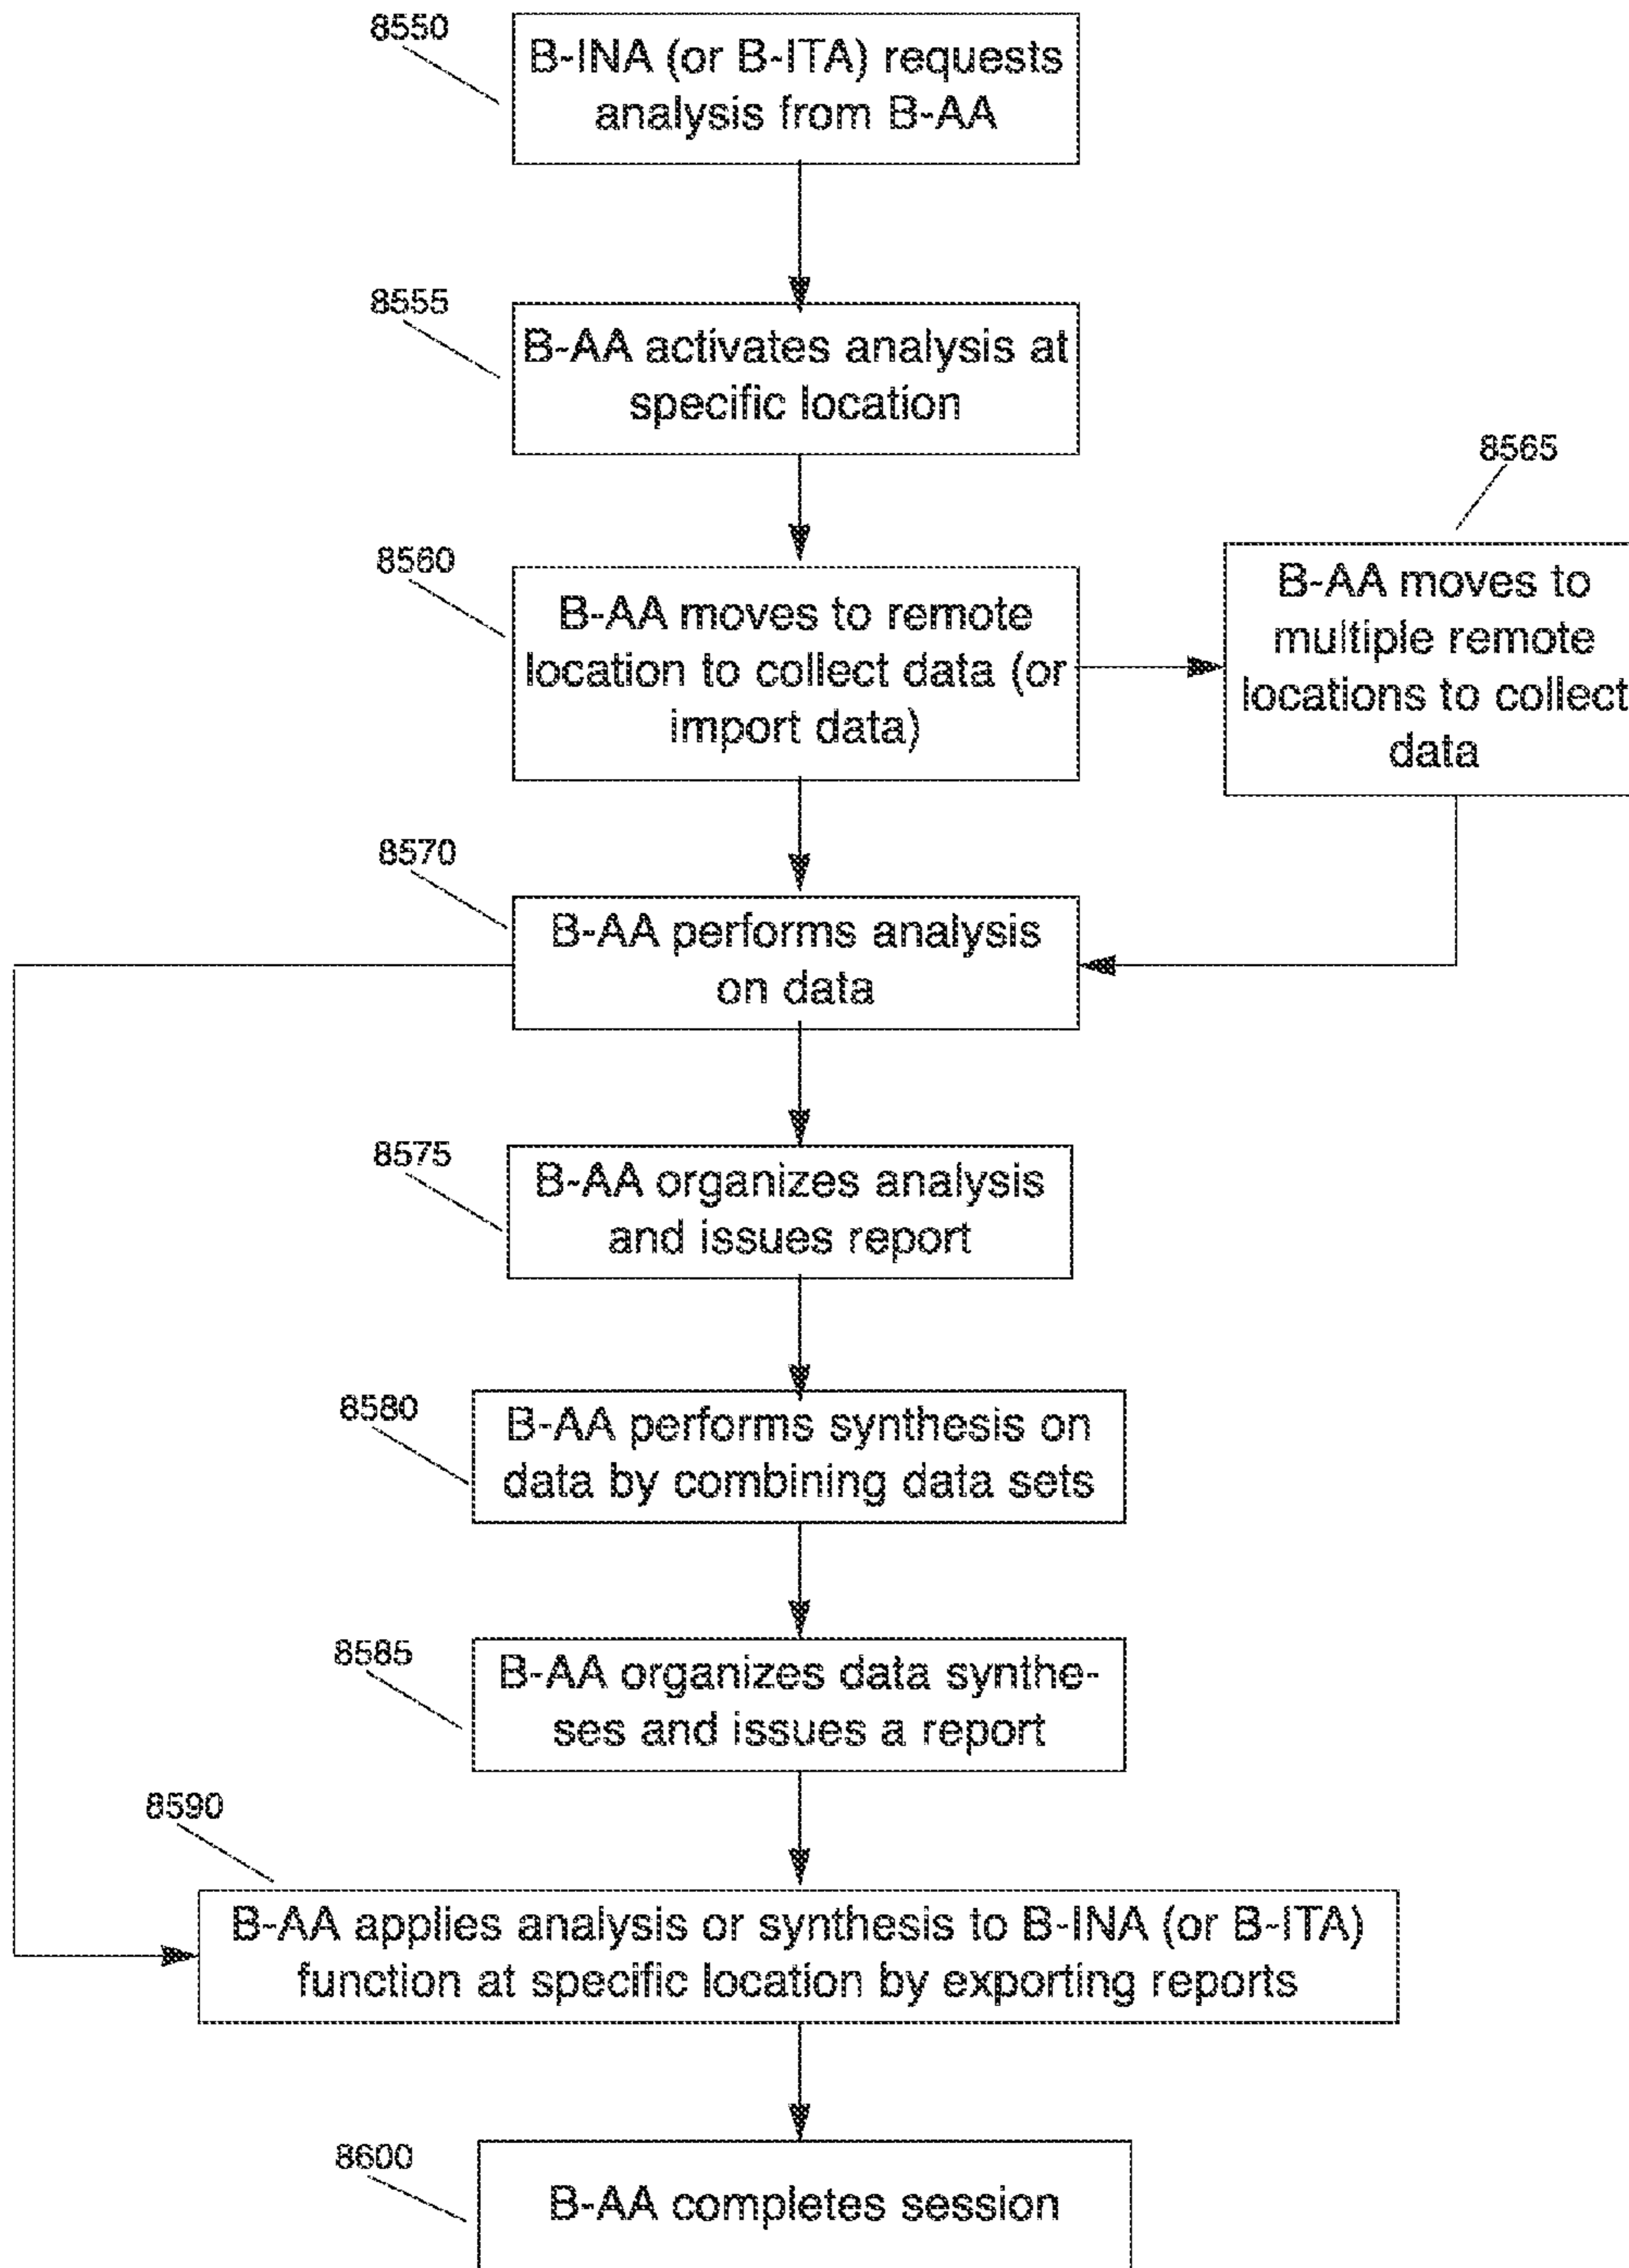 8550
B-INA (or B-ITA) requests
analysis from B-AA
8555
B-AA activates analysis at
specific location
8565
8560
B-AA moves to remote
location to collect data (or
import data)
B-AA moves to
multiple remote
locations to collect
data
8570
B-AA performs analysis
on data
8575
B-AA organizes analysis
and issues report
8580
B-AA performs synthesis on
data by combining data sets
8585
B-AA organizes data synthe-
ses and issues a report
8590
B-AA applies analysis or synthesis to B-INA (or B-ITA)
function at specific location by exporting reports
8600
B-AA completes session